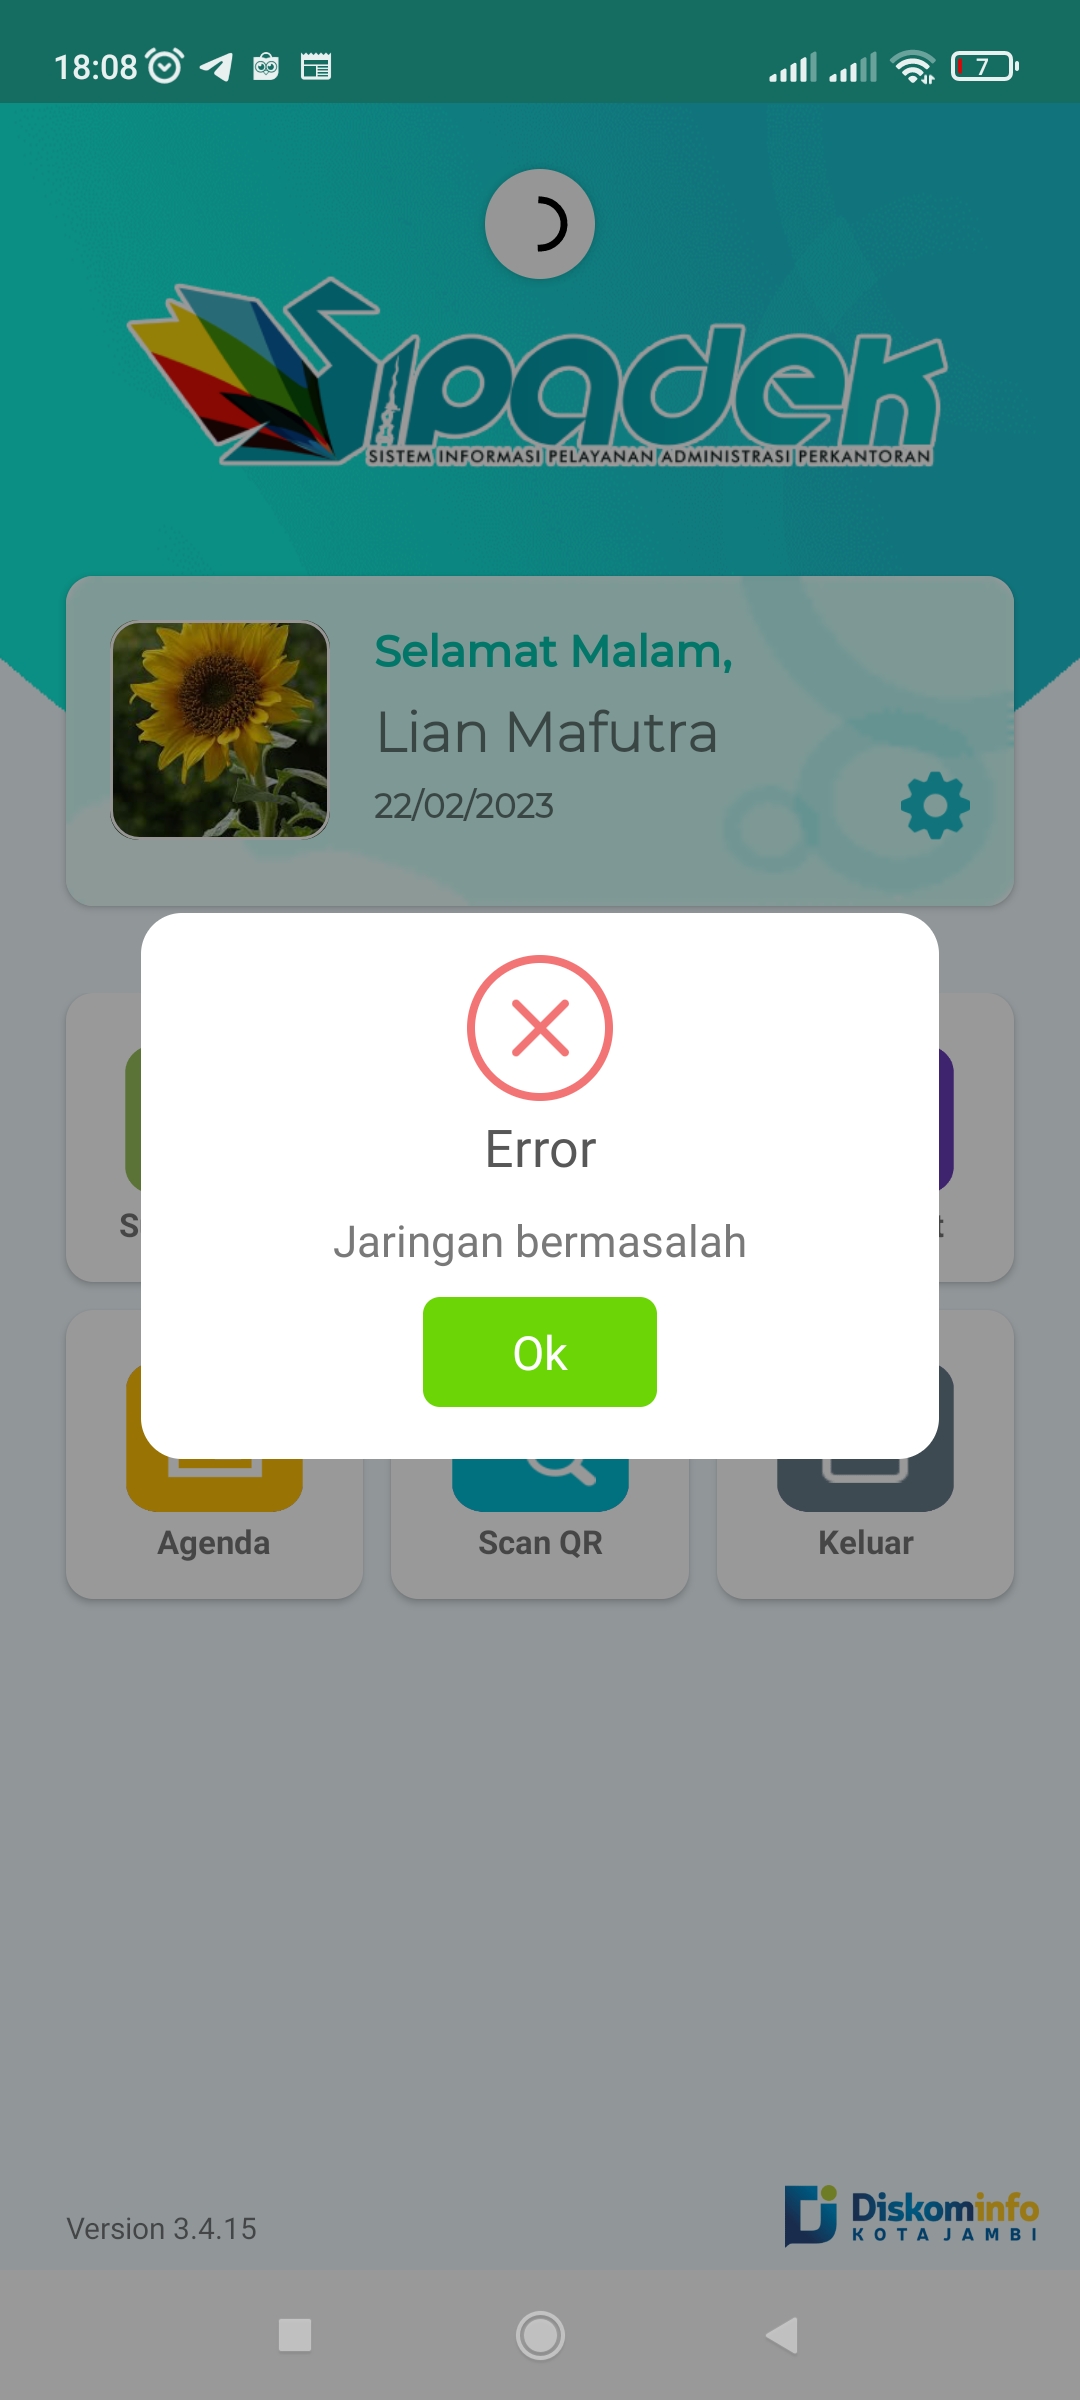 18:08
7
Sipadek
SISTEM INFORMASI PELAYANAN ADMINISTRASI PERKANTORAN
Selamat Malam,
Lian Mafutra
22/02/2023
Error
Jaringan bermasalah
Ok
Agenda
Scan QR
Keluar
Version 3.4.15
Diskominfo
KOTA JAMBI